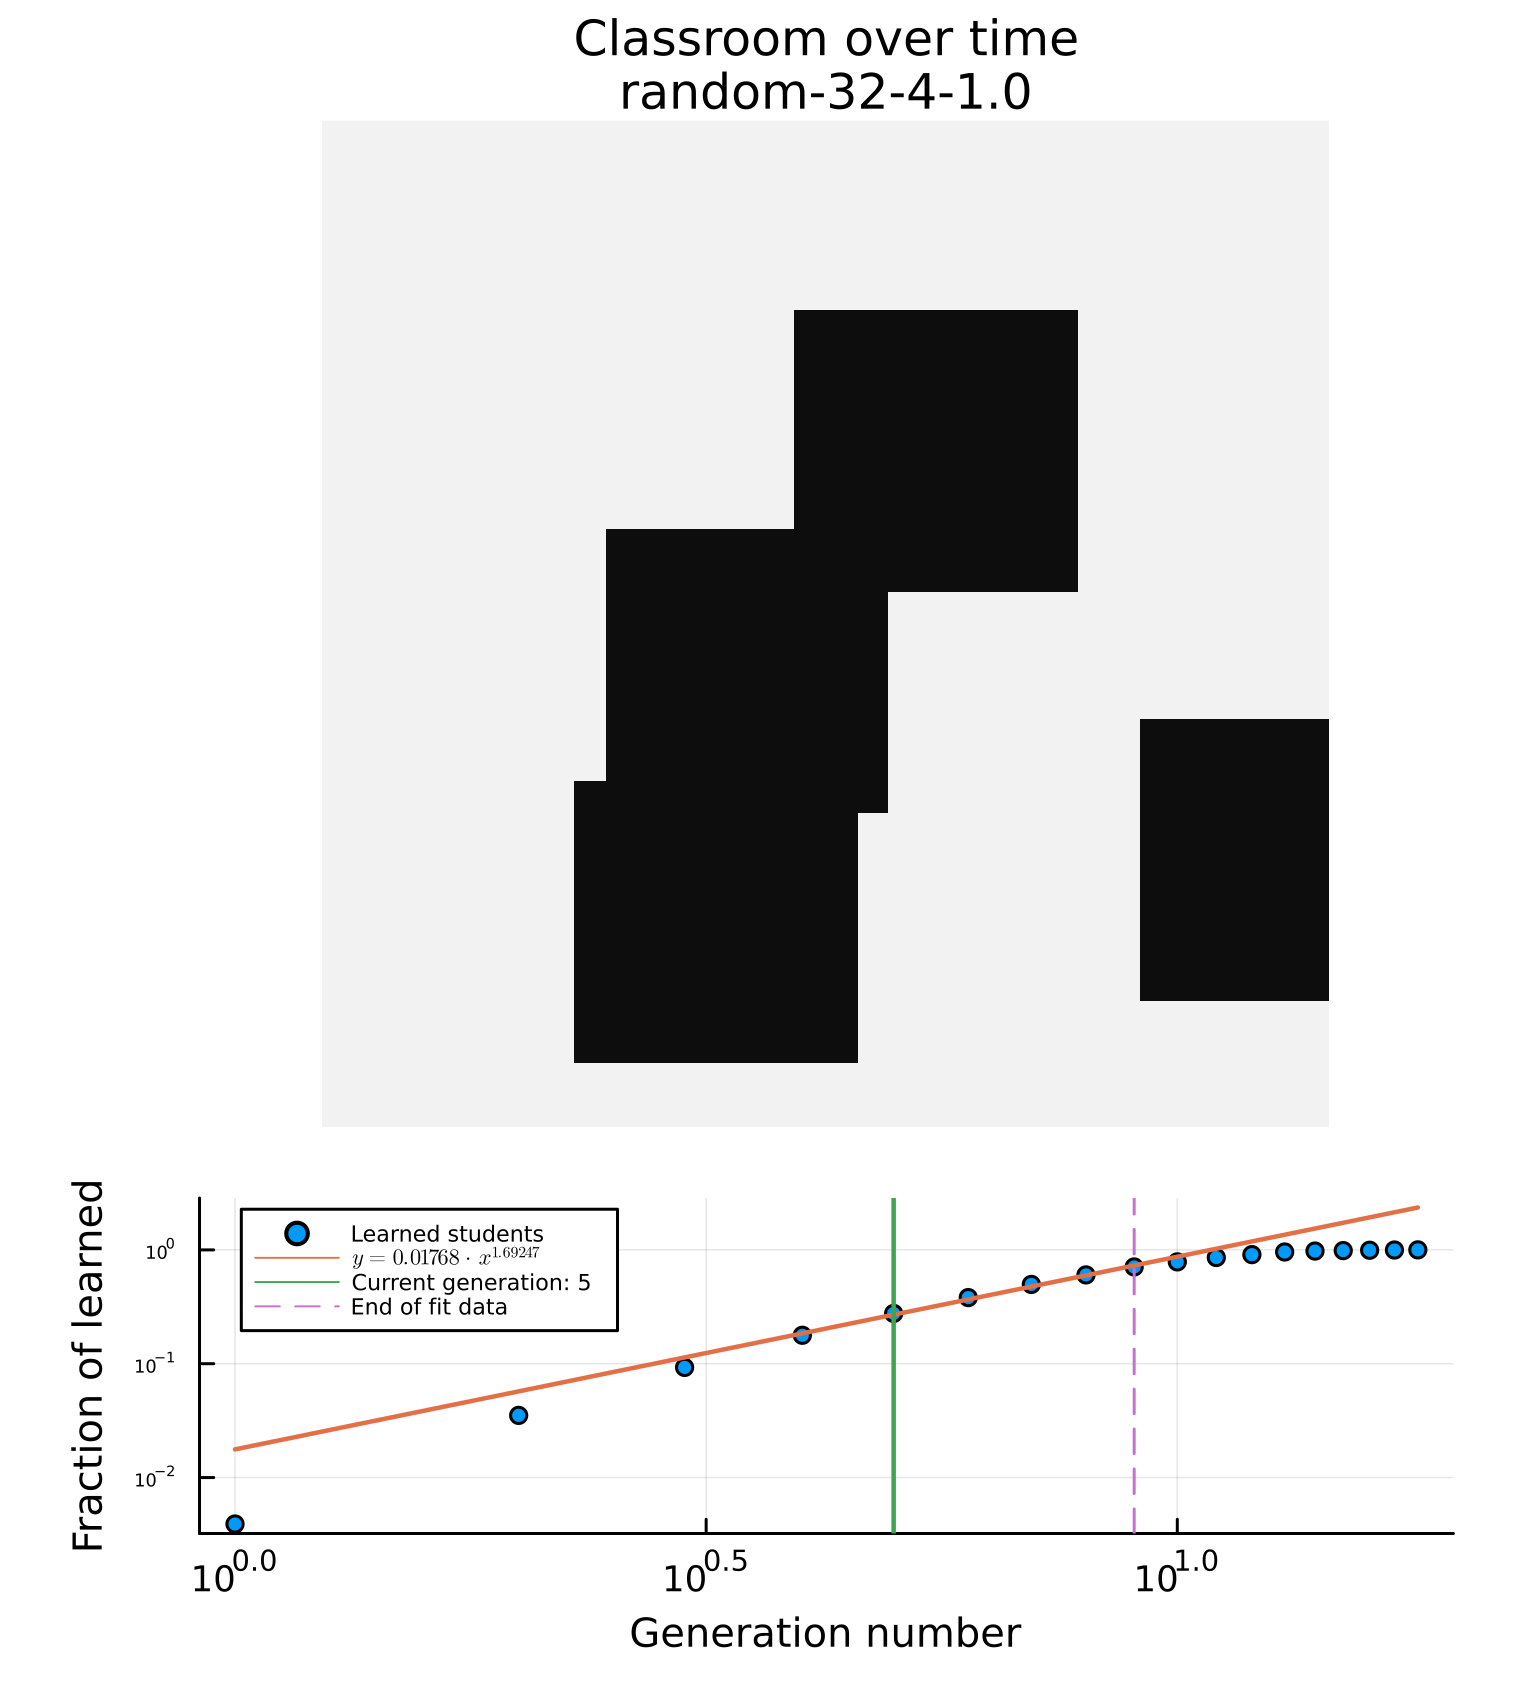 Classroom over time
random-32-4-1.0
Fraction of learned
Learned students
y = 0.01768 · x^1.69247
Current generation: 5
End of fit data
10^0
10^−1
10^−2
10^0.0 10^0.5 10^1.0
Generation number